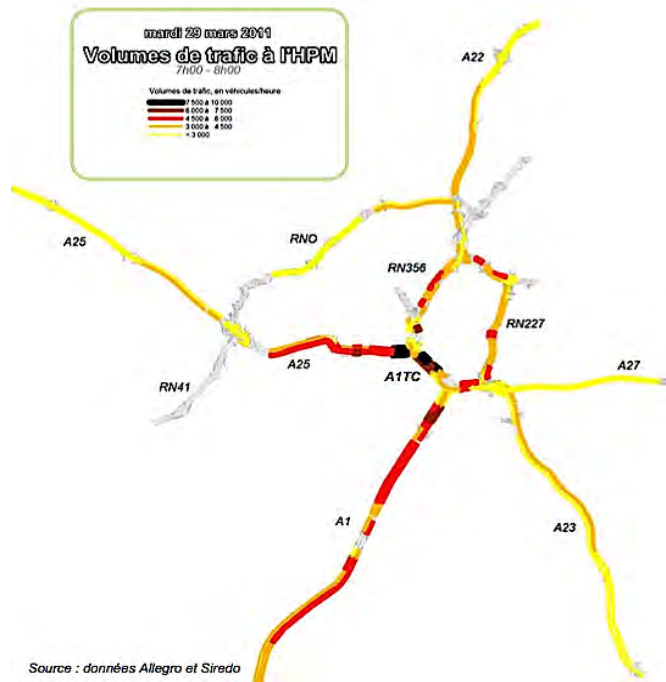 mardi 29 mars 2011
Volumes de trafic à l'HPM
7h00 - 8h00
Volumes de trafic, en véhicules/heure
7 500 à 10 000
6 000 à 7 500
4 500 à 6 000
3 000 à 4 500
< 3 000
A22
A25
RNO
RN356
RN227
A25
A1TC
A27
RN41
A1
A23
Source : données Allegro et Siredo